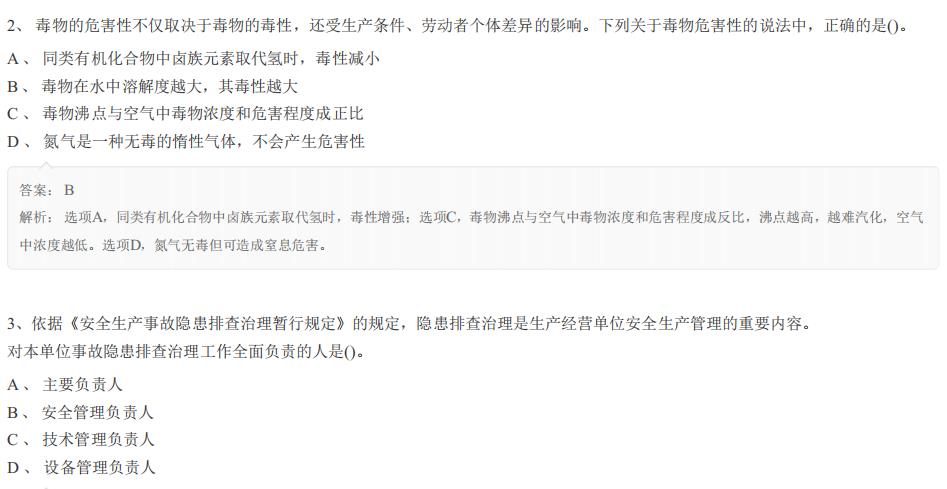 2、 毒物的危害性不仅取决于毒物的毒性，还受生产条件、劳动者个体差异的影响。下列关于毒物危害性的说法中，正确的是()。
A 、 同类有机化合物中卤族元素取代氢时，毒性减小
B 、 毒物在水中溶解度越大，其毒性越大
C 、 毒物沸点与空气中毒物浓度和危害程度成正比
D 、 氮气是一种无毒的惰性气体，不会产生危害性
答案： B
解析： 选项A，同类有机化合物中卤族元素取代氢时，毒性增强；选项C，毒物沸点与空气中毒物浓度和危害程度成反比，沸点越高，越难汽化，空气
中浓度越低。选项D，氮气无毒但可造成窒息危害。
3、依据《安全生产事故隐患排查治理暂行规定》的规定，隐患排查治理是生产经营单位安全生产管理的重要内容。
对本单位事故隐患排查治理工作全面负责的人是()。
A 、 主要负责人
B 、 安全管理负责人
C 、 技术管理负责人
D 、 设备管理负责人